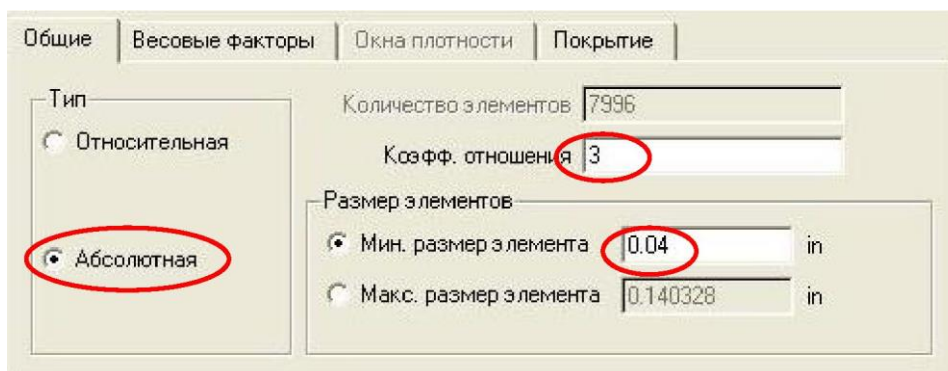 Общие Весовые факторы Окна плотности Покрытие
Тип
Относительная
Абсолютная
Количество элементов 7996
Коэфф. отношения 3
Размер элементов
Мин. размер элемента 0.04 in
Макс. размер элемента 0.140328 in